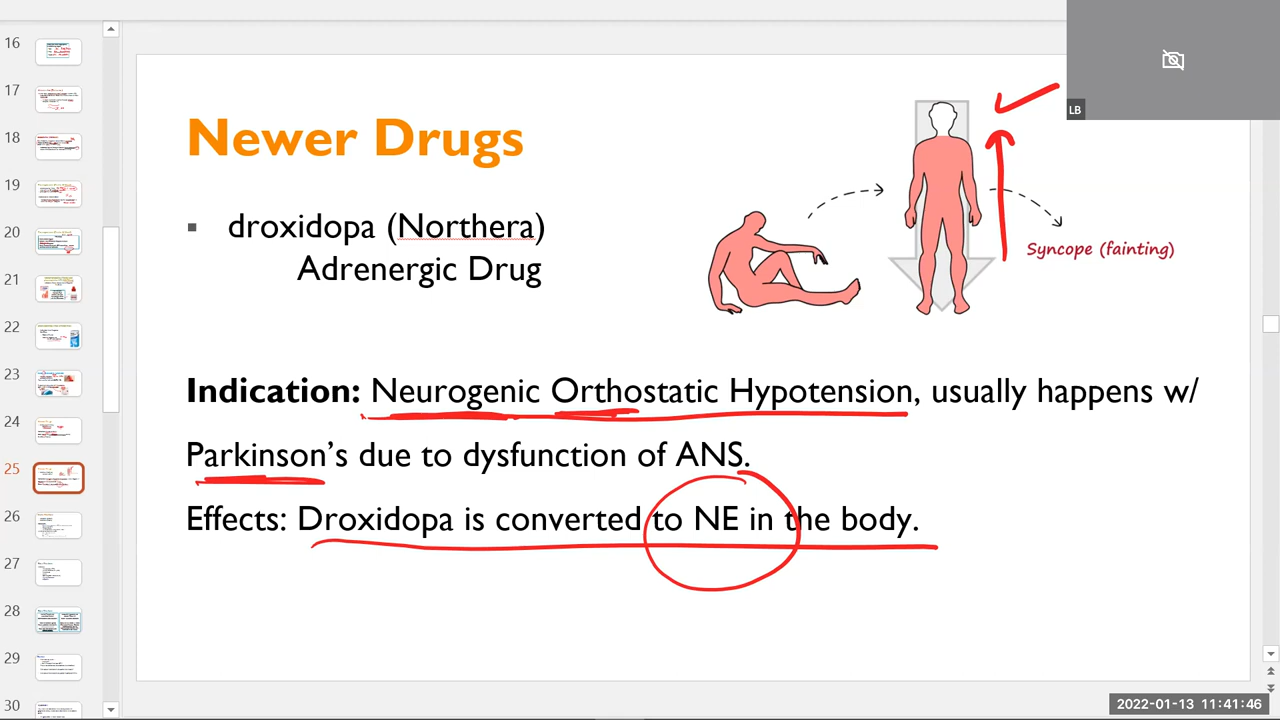 LB
Newer Drugs
▪ droxidopa (Northera)
Adrenergic Drug
Syncope (fainting)
Indication: Neurogenic Orthostatic Hypotension, usually happens w/
Parkinson’s due to dysfunction of ANS.
Effects: Droxidopa is converted to NE in the body.
16
17
18
19
20
21
22
23
24
25
26
27
28
29
30
2022-01-13 11:41:46